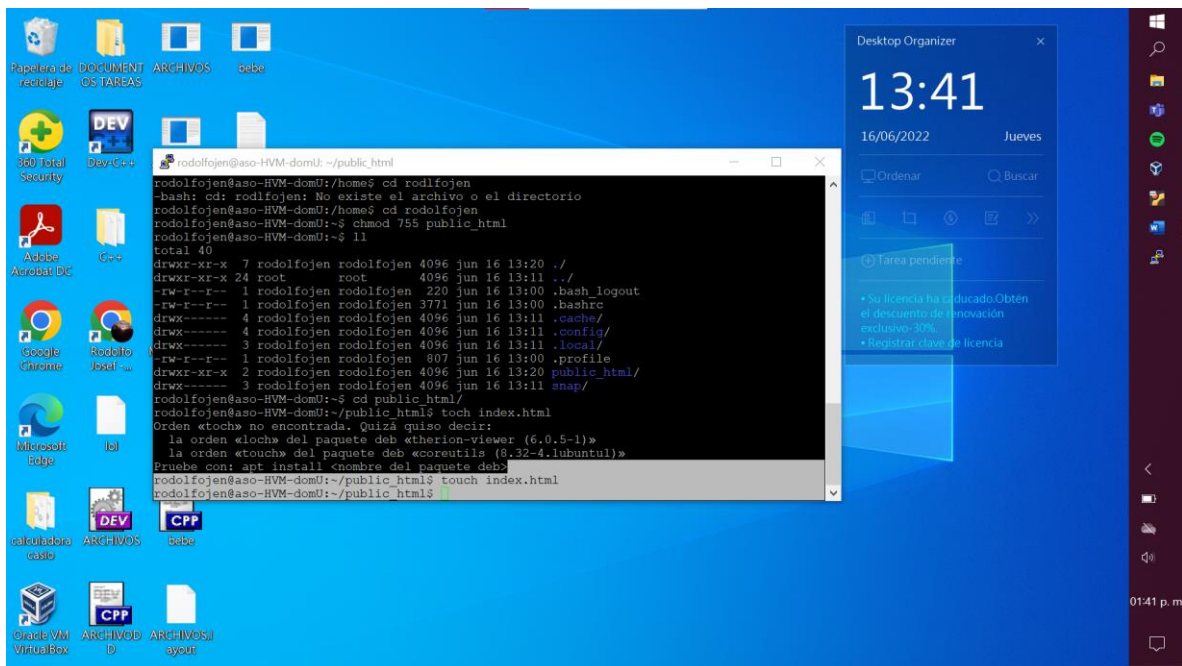 Papelera de
reciclaje
DOCUMENT
OS TAREAS
ARCHIVOS
bebe
360 Total
Security
DEV
Dev-C++
Adobe
Acrobat DC
C++
Google
Chrome
Rodolfo
Josef -...
Microsoft
Edge
lol
calculadora
casio
DEV
ARCHIVOS
CPP
bebe
Oracle VM
VirtualBox
CPP
ARCHIVOD
D
ARCHIVOS.l
ayout
rodolfojen@aso-HVM-domU: ~/public_html
rodolfojen@aso-HVM-domU:/home$ cd rodlfojen
-bash: cd: rodlfojen: No existe el archivo o el directorio
rodolfojen@aso-HVM-domU:/home$ cd rodolfojen
rodolfojen@aso-HVM-domU:~$ chmod 755 public_html
rodolfojen@aso-HVM-domU:~$ ll
total 40
drwxr-xr-x 7 rodolfojen rodolfojen 4096 jun 16 13:20 ./
drwxr-xr-x 24 root root 4096 jun 16 13:11 ../
-rw-r--r-- 1 rodolfojen rodolfojen 220 jun 16 13:00 .bash_logout
-rw-r--r-- 1 rodolfojen rodolfojen 3771 jun 16 13:00 .bashrc
drwx------ 4 rodolfojen rodolfojen 4096 jun 16 13:11 .cache/
drwx------ 4 rodolfojen rodolfojen 4096 jun 16 13:11 .config/
drwx------ 3 rodolfojen rodolfojen 4096 jun 16 13:11 .local/
-rw-r--r-- 1 rodolfojen rodolfojen 807 jun 16 13:00 .profile
drwxr-xr-x 2 rodolfojen rodolfojen 4096 jun 16 13:20 public_html/
drwx------ 3 rodolfojen rodolfojen 4096 jun 16 13:11 snap/
rodolfojen@aso-HVM-domU:~$ cd public_html/
rodolfojen@aso-HVM-domU:~/public_html$ toch index.html
Orden «toch» no encontrada. Quizá quiso decir:
la orden «loch» del paquete deb «therion-viewer (6.0.5-1)»
la orden «touch» del paquete deb «coreutils (8.32-4.1ubuntu1)»
Pruebe con: apt install <nombre del paquete deb>
rodolfojen@aso-HVM-domU:~/public_html$ touch index.html
rodolfojen@aso-HVM-domU:~/public_html$
Desktop Organizer
13:41
16/06/2022 Jueves
Ordenar Buscar
Tarea pendiente
• Su licencia ha caducado.Obtén
el descuento de renovación
exclusivo-30%.
• Registrar clave de licencia
01:41 p. m